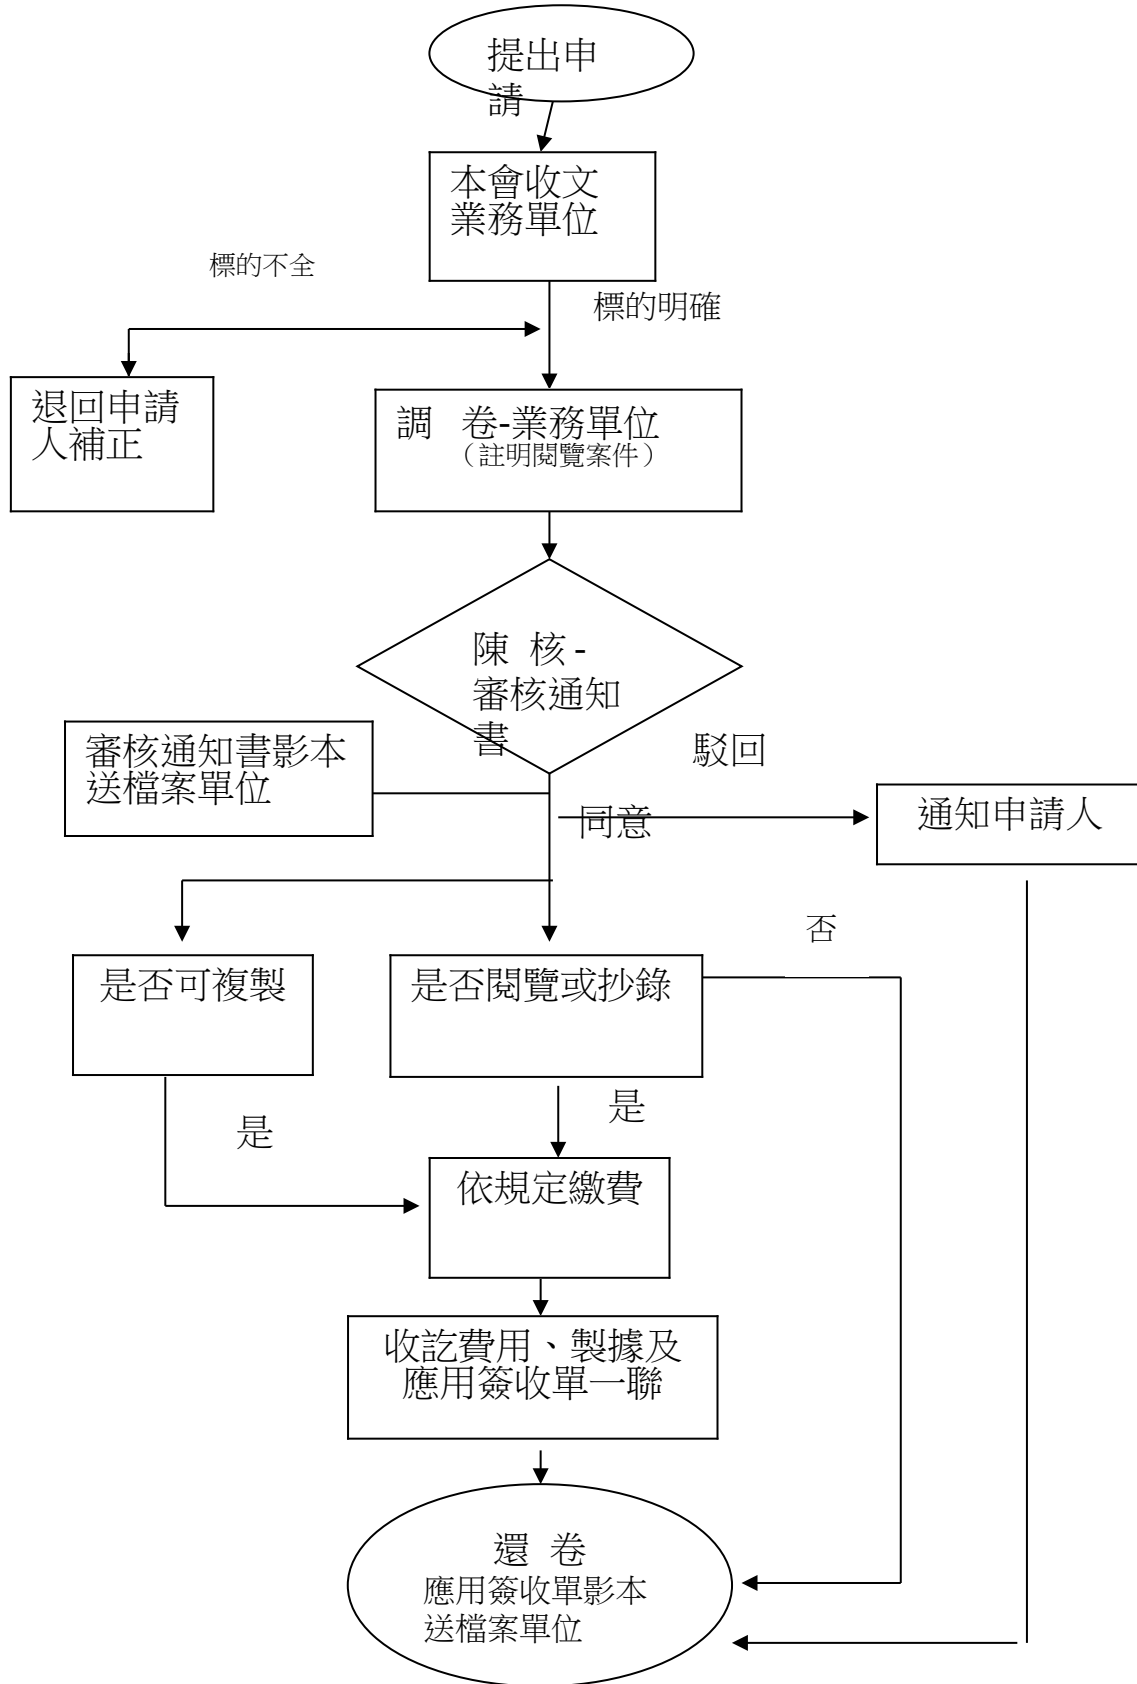 提出申
請
本會收文
業務單位
標的不全
標的明確
退回申請
人補正
調 卷-業務單位
（註明閱覽案件）
陳 核-
審核通知
書
審核通知書影本
送檔案單位
駁回
同意
通知申請人
否
是否可複製
是否閱覽或抄錄
是
是
依規定繳費
收訖費用、製據及
應用簽收單一聯
還 卷
應用簽收單影本
送檔案單位